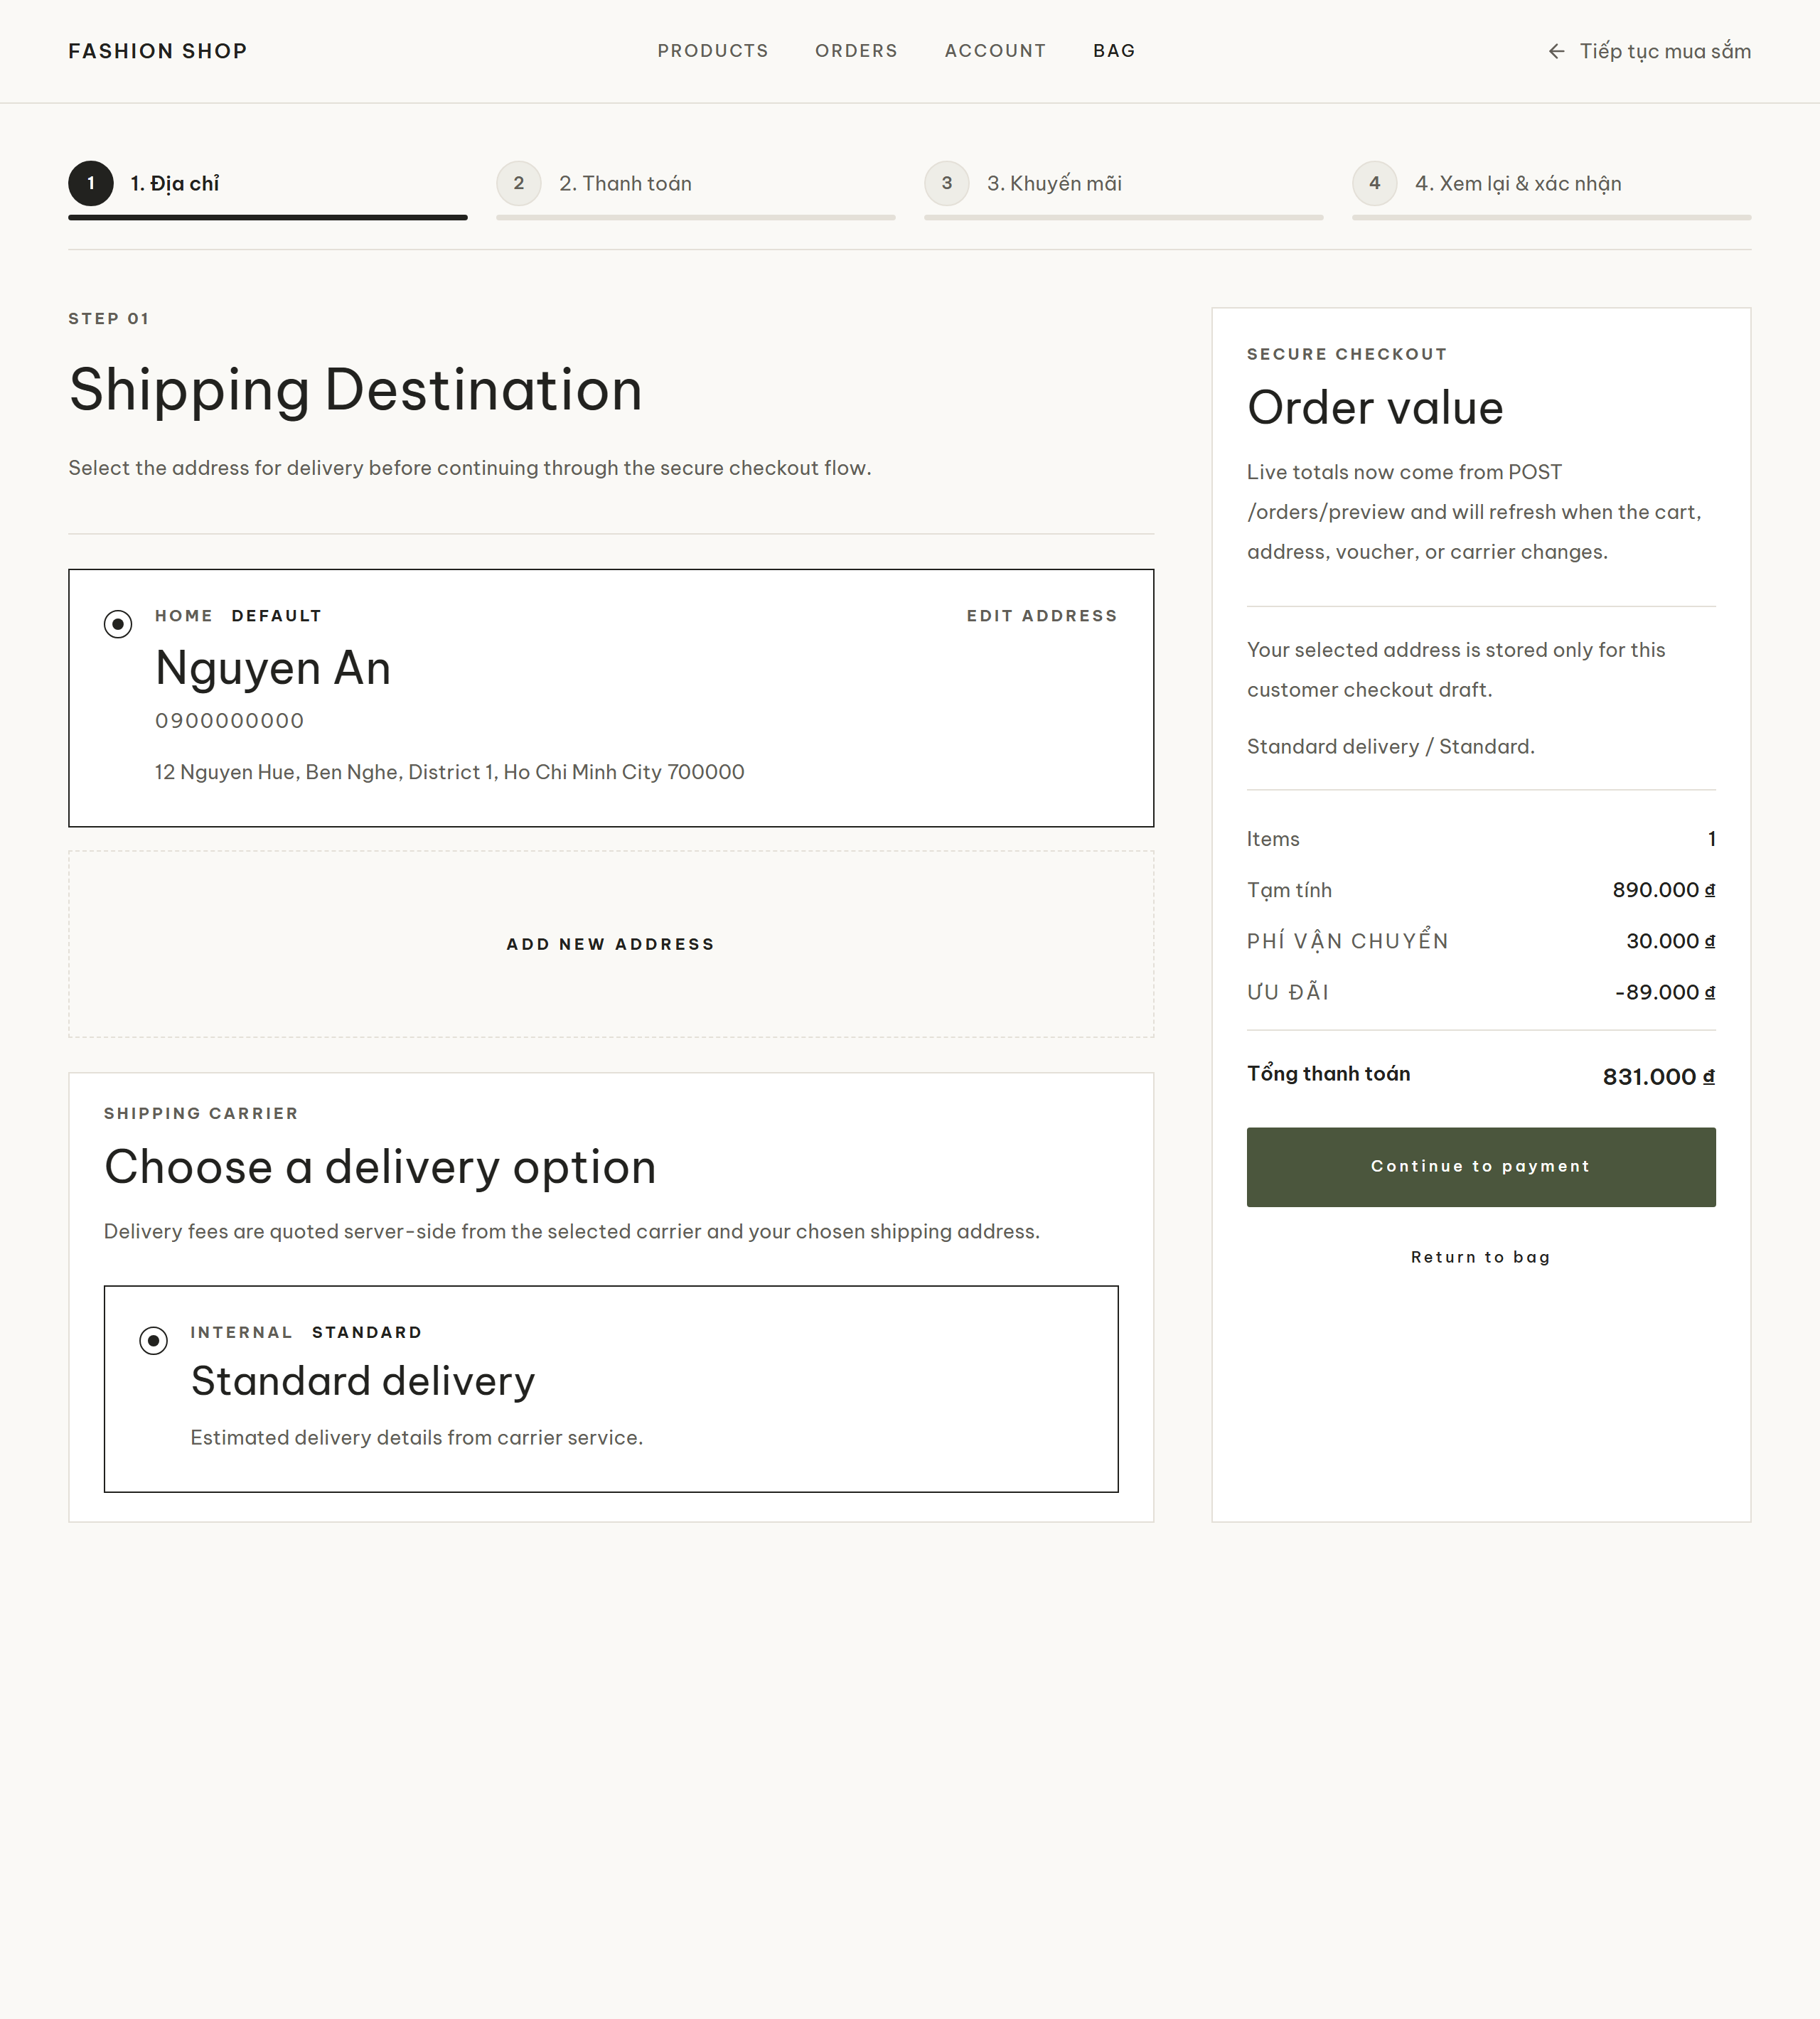 FASHION SHOP
PRODUCTS
ORDERS
ACCOUNT
BAG
← Tiếp tục mua sắm
1
1. Địa chỉ
2
2. Thanh toán
3
3. Khuyến mãi
4
4. Xem lại & xác nhận
STEP 01
Shipping Destination
Select the address for delivery before continuing through the secure checkout flow.
HOME DEFAULT
EDIT ADDRESS
Nguyen An
0900000000
12 Nguyen Hue, Ben Nghe, District 1, Ho Chi Minh City 700000
ADD NEW ADDRESS
SHIPPING CARRIER
Choose a delivery option
Delivery fees are quoted server-side from the selected carrier and your chosen shipping address.
INTERNAL STANDARD
Standard delivery
Estimated delivery details from carrier service.
SECURE CHECKOUT
Order value
Live totals now come from POST
/orders/preview and will refresh when the cart,
address, voucher, or carrier changes.
Your selected address is stored only for this
customer checkout draft.
Standard delivery / Standard.
Items 1
Tạm tính 890.000 ₫
PHÍ VẬN CHUYỂN 30.000 ₫
ƯU ĐÃI -89.000 ₫
Tổng thanh toán 831.000 ₫
Continue to payment
Return to bag